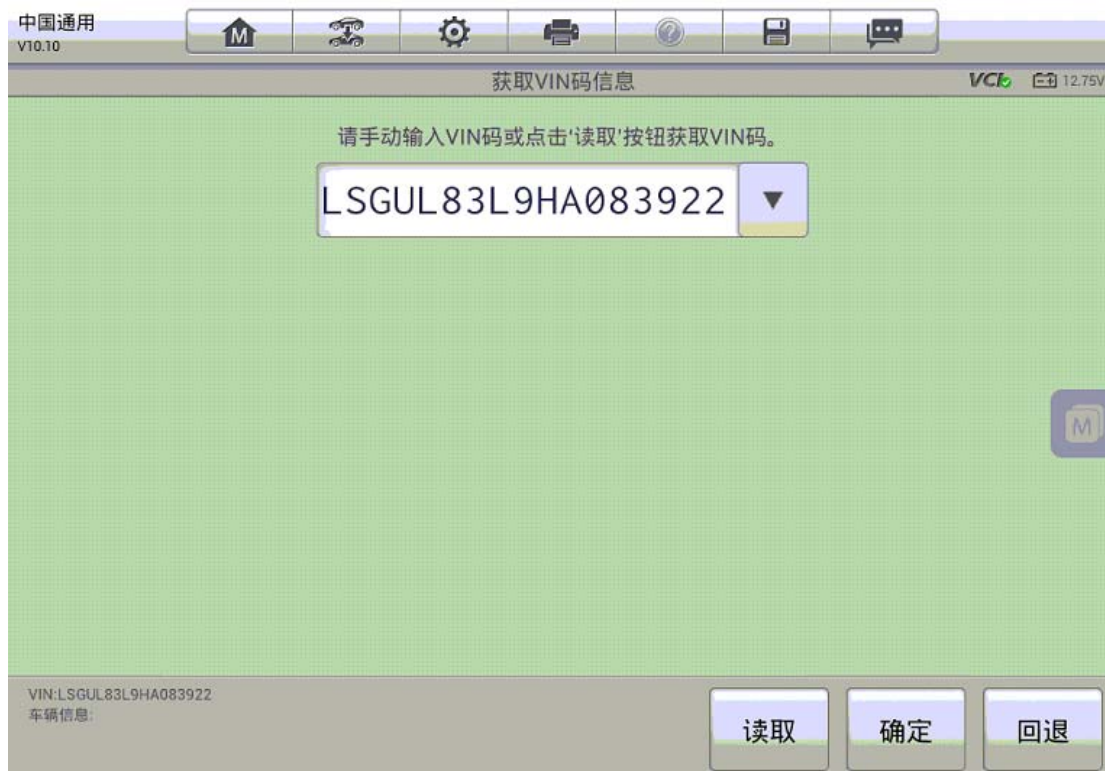 中国通用
V10.10
M
获取VIN码信息
VCI
12.75V
请手动输入VIN码或点击'读取'按钮获取VIN码。
LSGUL83L9HA083922
M
VIN:LSGUL83L9HA083922
车辆信息:
读取
确定
回退